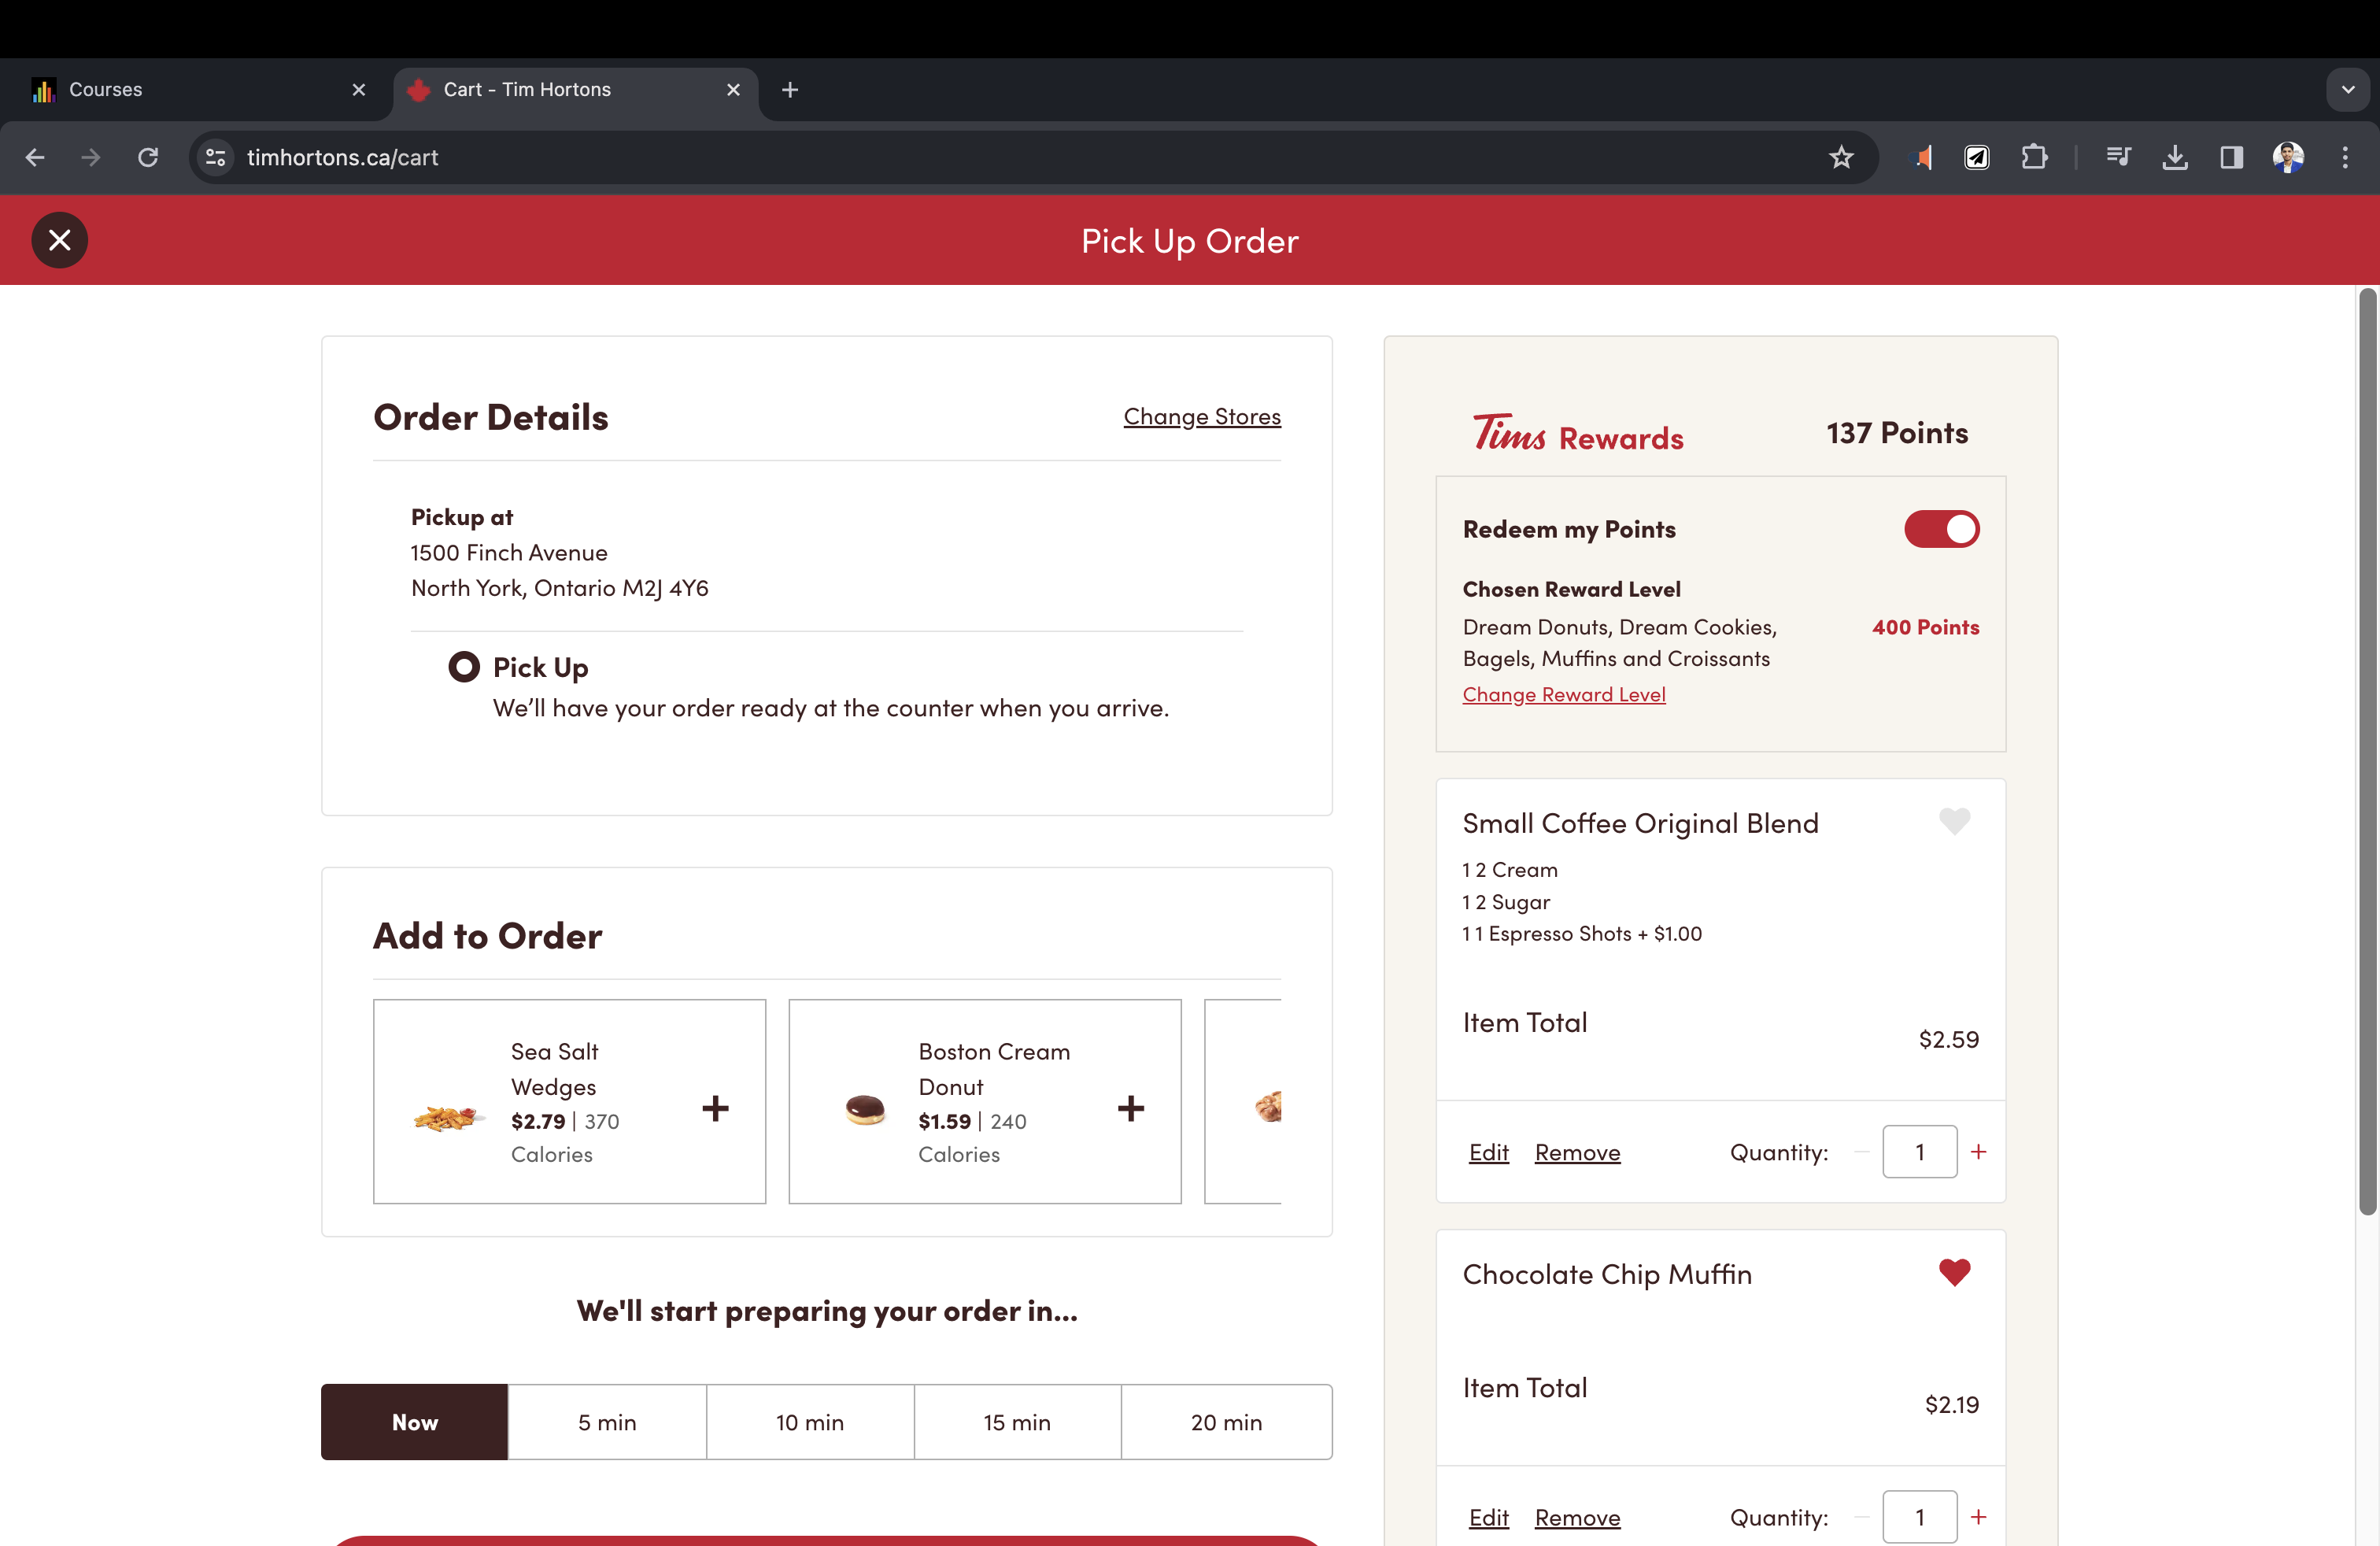 Courses
Cart - Tim Hortons
timhortons.ca/cart
Pick Up Order
Order Details
Change Stores
Pickup at
1500 Finch Avenue
North York, Ontario M2J 4Y6
Pick Up
We’ll have your order ready at the counter when you arrive.
Add to Order
Sea Salt
Wedges
$2.79 | 370
Calories
Boston Cream
Donut
$1.59 | 240
Calories
We'll start preparing your order in...
Now
5 min
10 min
15 min
20 min
Tims Rewards
137 Points
Redeem my Points
Chosen Reward Level
Dream Donuts, Dream Cookies,
Bagels, Muffins and Croissants
400 Points
Change Reward Level
Small Coffee Original Blend
1 2 Cream
1 2 Sugar
1 1 Espresso Shots + $1.00
Item Total
$2.59
Edit
Remove
Quantity:
1
Chocolate Chip Muffin
Item Total
$2.19
Edit
Remove
Quantity:
1